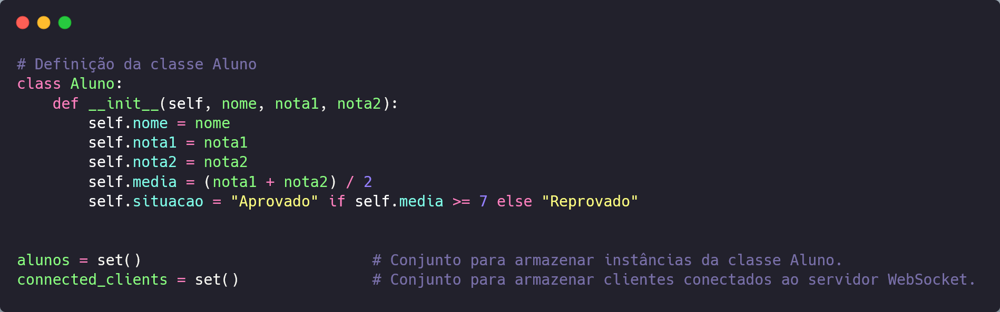 # Definição da classe Aluno
class Aluno:
    def __init__(self, nome, nota1, nota2):
        self.nome = nome
        self.nota1 = nota1
        self.nota2 = nota2
        self.media = (nota1 + nota2) / 2
        self.situacao = "Aprovado" if self.media >= 7 else "Reprovado"
alunos = set()                          # Conjunto para armazenar instâncias da classe Aluno.
connected_clients = set()               # Conjunto para armazenar clientes conectados ao servidor WebSocket.